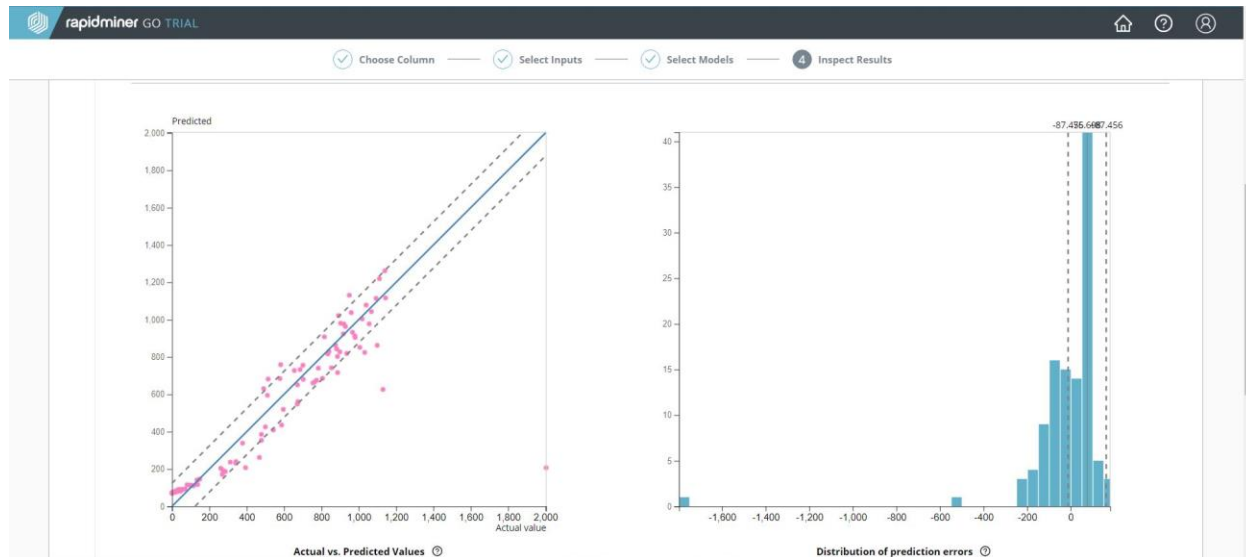 rapidminer GO TRIAL
Choose Column
Select Inputs
Select Models
4 Inspect Results
Predicted
2,000
1,800
1,600
1,400
1,200
1,000
800
600
400
200
0
0 200 400 600 800 1,000 1,200 1,400 1,600 1,800 2,000
Actual value
Actual vs. Predicted Values ?
-87.456
40
35
30
25
20
15
10
5
0
-1,600 -1,400 -1,200 -1,000 -800 -600 -400 -200 0
Distribution of prediction errors ?